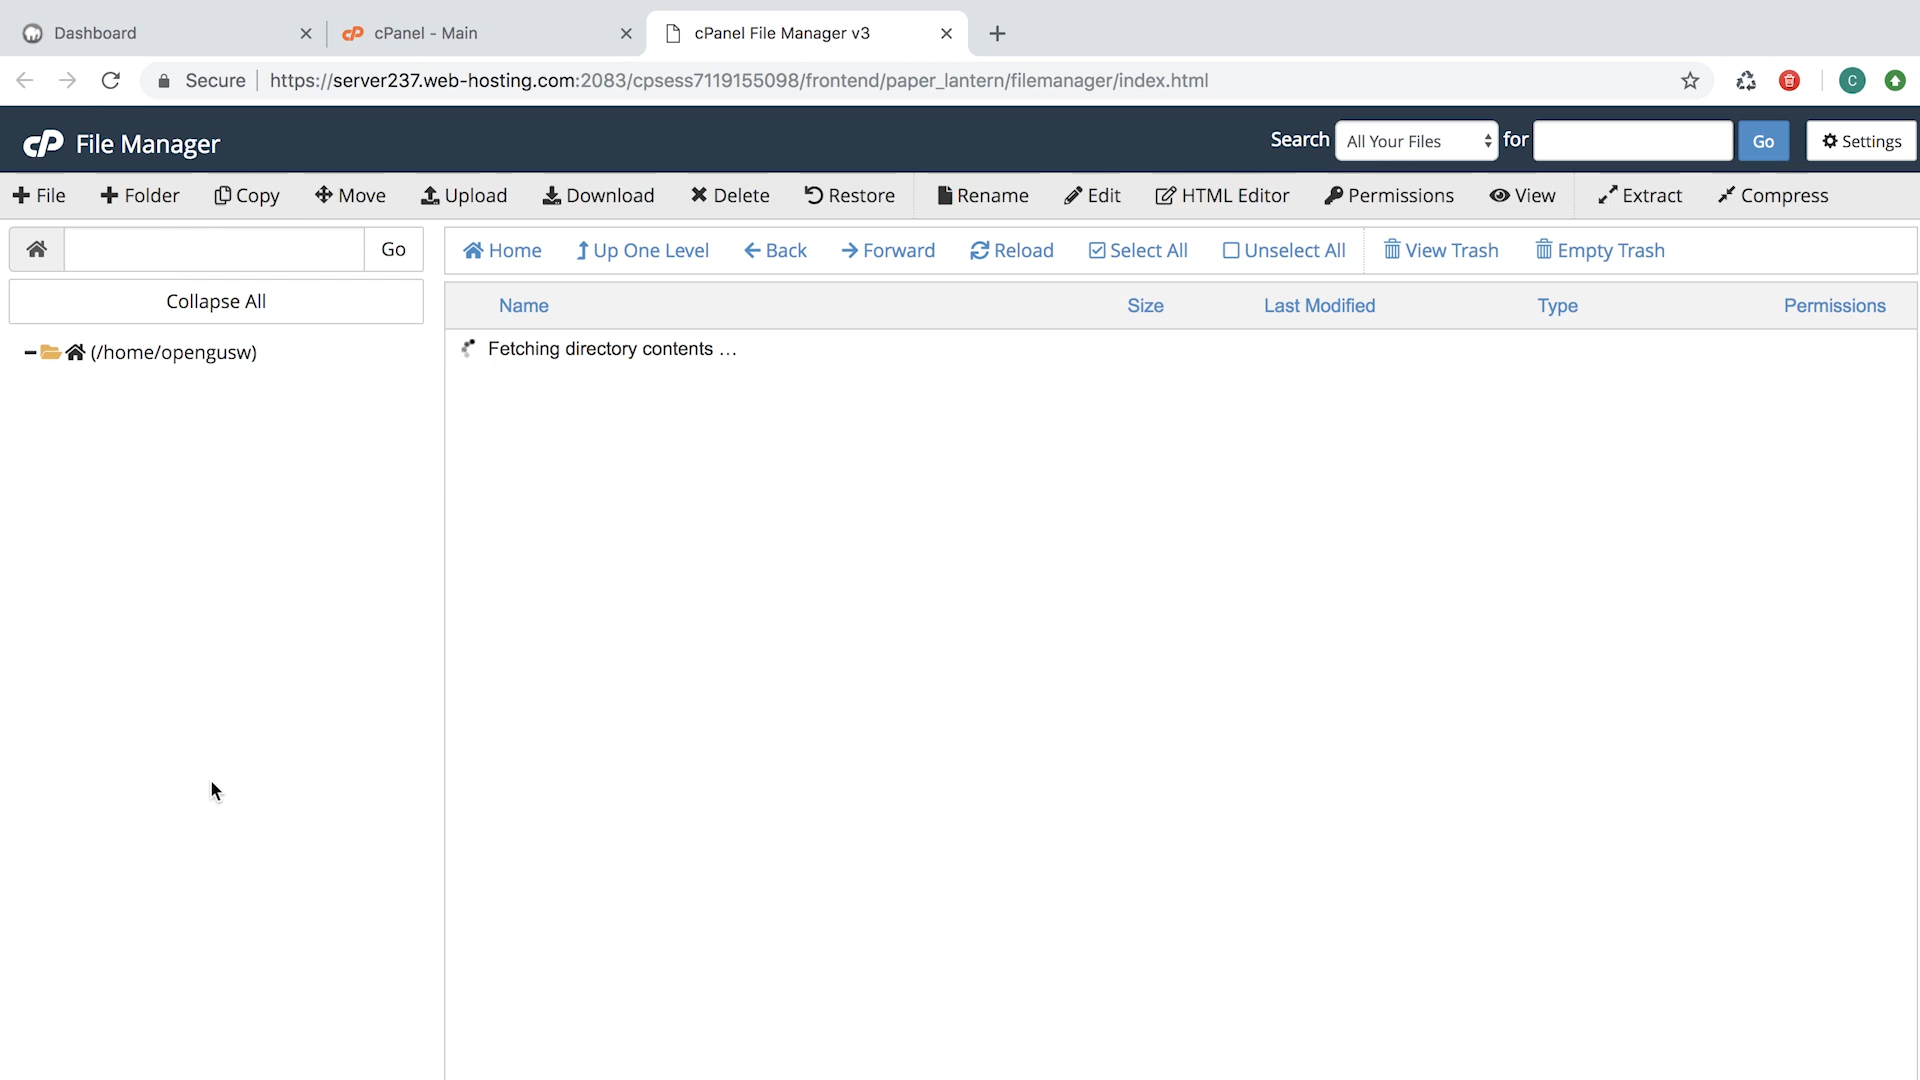 Dashboard
cPanel - Main
cPanel File Manager v3
Secure
https://server237.web-hosting.com:2083/cpsess7119155098/frontend/paper_lantern/filemanager/index.html
C
cP File Manager
Search All Your Files for Go Settings
File Folder Copy Move Upload Download Delete Restore Rename Edit HTML Editor Permissions View Extract Compress
Go
Home Up One Level Back Forward Reload Select All Unselect All View Trash Empty Trash
Collapse All
Name Size Last Modified Type Permissions
(/home/opengusw)
Fetching directory contents ...